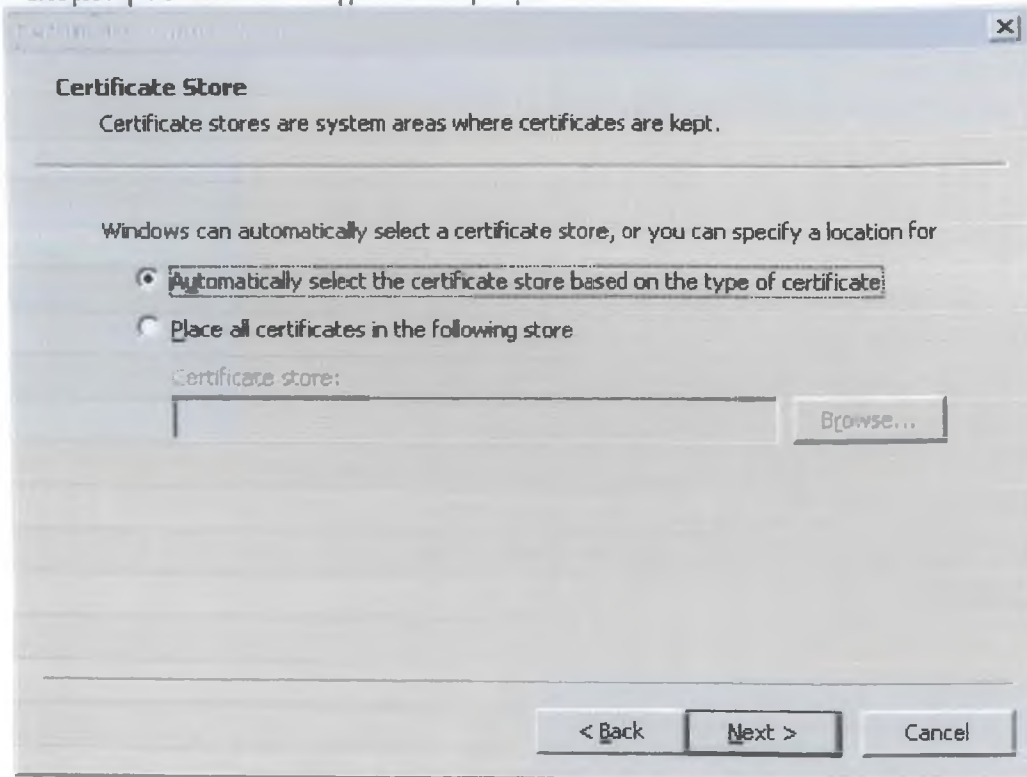 Certificate Store
Certificate stores are system areas where certificates are kept.
Windows can automatically select a certificate store, or you can specify a location for
Automatically select the certificate store based on the type of certificate
Place all certificates in the following store
Certificate store:
Browse...
< Back
Next >
Cancel